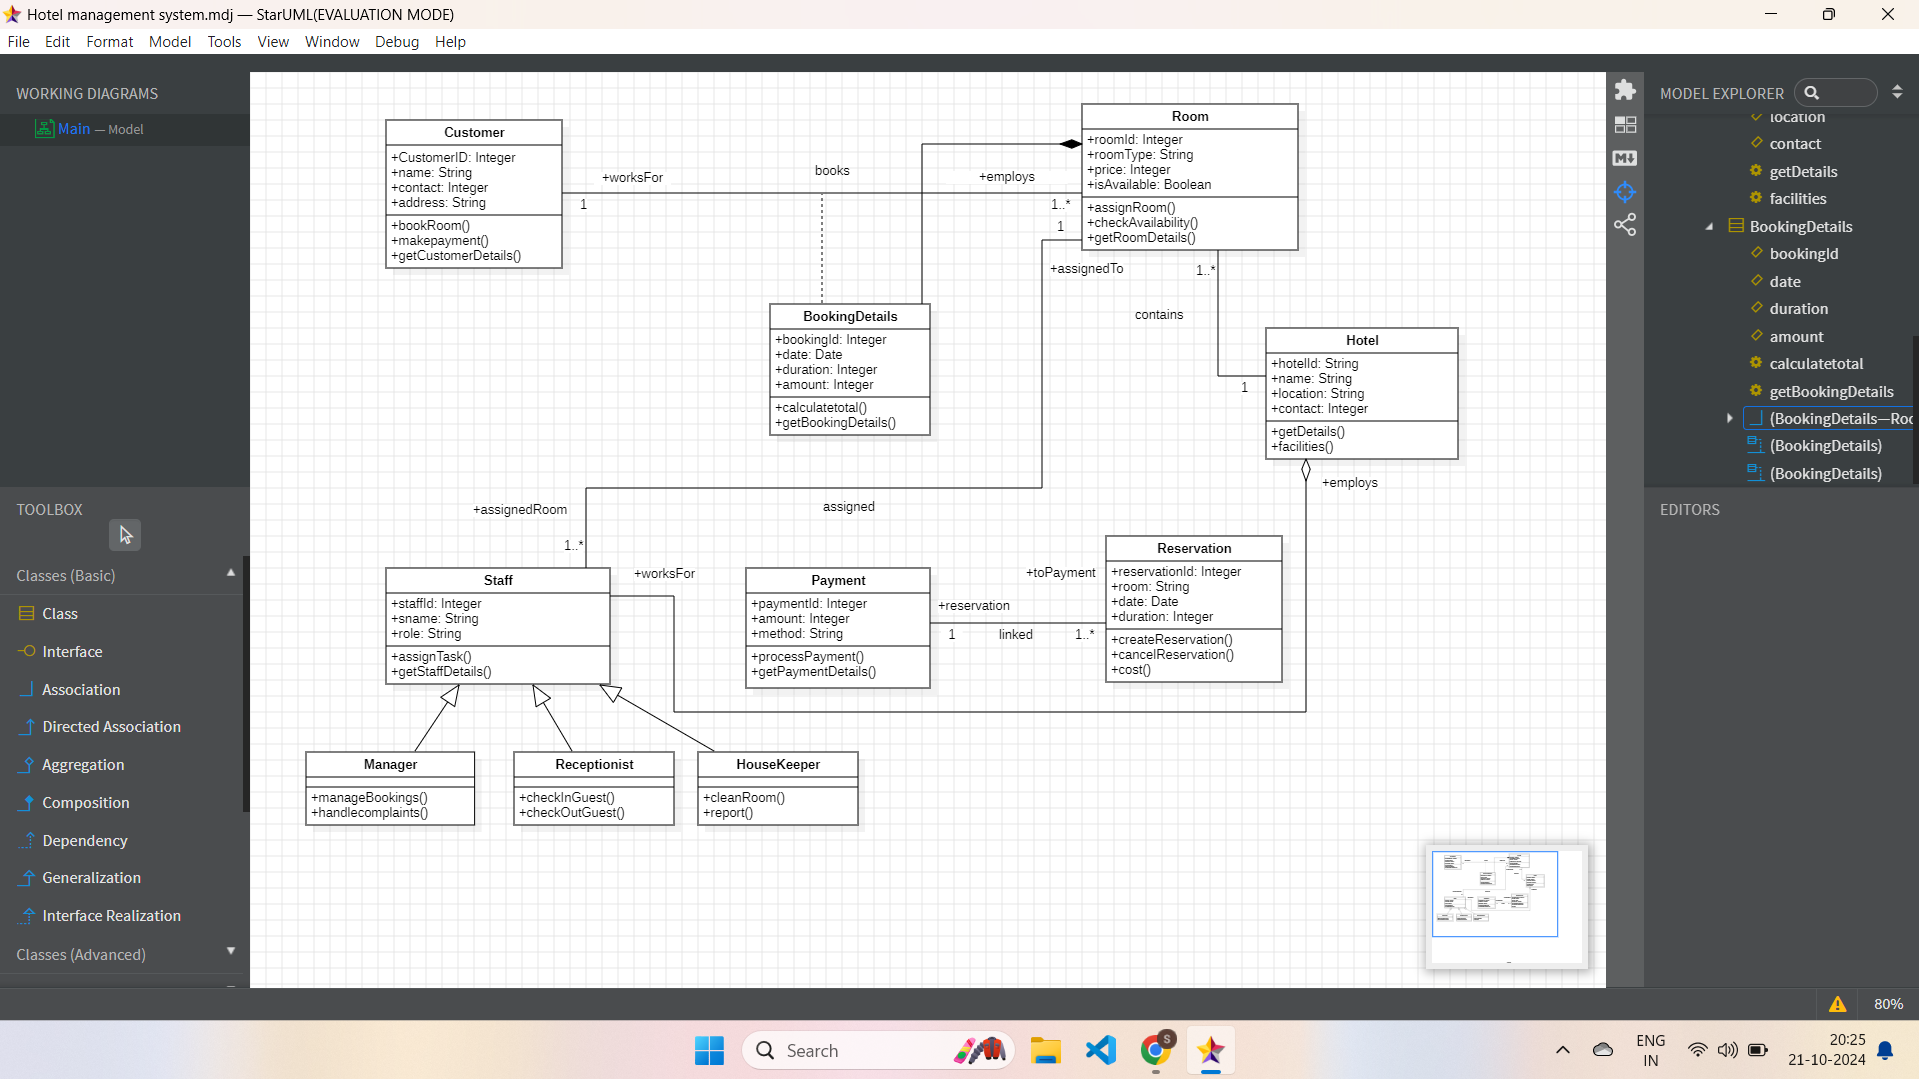 Hotel management system.mdj — StarUML(EVALUATION MODE)
File Edit Format Model Tools View Window Debug Help
WORKING DIAGRAMS
Main — Model
TOOLBOX
Classes (Basic)
Class
Interface
Association
Directed Association
Aggregation
Composition
Dependency
Generalization
Interface Realization
Classes (Advanced)
Customer
+CustomerID: Integer
+name: String
+contact: Integer
+address: String
+bookRoom()
+makepayment()
+getCustomerDetails()
+worksFor
1
books
+employs
1..*
Room
+roomId: Integer
+roomType: String
+price: Integer
+isAvailable: Boolean
+assignRoom()
+checkAvailability()
+getRoomDetails()
1
+assignedTo
1..*
contains
1
BookingDetails
+bookingId: Integer
+date: Date
+duration: Integer
+amount: Integer
+calculatetotal()
+getBookingDetails()
Hotel
+hotelId: String
+name: String
+location: String
+contact: Integer
+getDetails()
+facilities()
+employs
+assignedRoom
assigned
1..*
Staff
+staffId: Integer
+sname: String
+role: String
+assignTask()
+getStaffDetails()
+worksFor
Payment
+paymentId: Integer
+amount: Integer
+method: String
+processPayment()
+getPaymentDetails()
+reservation
1
linked
+toPayment
1..*
Reservation
+reservationId: Integer
+room: String
+date: Date
+duration: Integer
+createReservation()
+cancelReservation()
+cost()
Manager
+manageBookings()
+handlecomplaints()
Receptionist
+checkInGuest()
+checkOutGuest()
HouseKeeper
+cleanRoom()
+report()
MODEL EXPLORER
location
contact
getDetails
facilities
BookingDetails
bookingId
date
duration
amount
calculatetotal
getBookingDetails
(BookingDetails—Roo
(BookingDetails)
(BookingDetails)
EDITORS
80%
Search
S
ENG
IN
20:25
21-10-2024